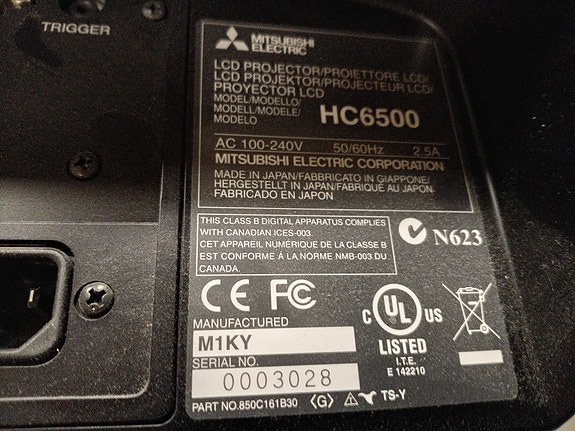 TRIGGER
MITSUBISHI
ELECTRIC
LCD PROJECTOR/PROIETTORE LCD/
LCD PROJEKTOR/PROJECTEUR LCD/
PROYECTOR LCD
MODEL/MODELLO/
MODELL/MODELE/
MODELO
HC6500
AC 100-240V 50/60Hz 2.5A
MITSUBISHI ELECTRIC CORPORATION
MADE IN JAPAN/FABBRICATO IN GIAPPONE/
HERGESTELLT IN JAPAN/FABRIQUÉ AU JAPON
FABRICADO EN JAPÓN
THIS CLASS B DIGITAL APPARATUS COMPLIES
WITH CANADIAN ICES-003.
CET APPAREIL NUMÉRIQUE DE LA CLASSE B
EST CONFORME À LA NORME NMB-003 DU
CANADA.
N623
CE FC
C UL US
LISTED
I.T.E.
E 142210
MANUFACTURED
M1KY
SERIAL NO.
0003028
PART NO.850C161B30 〈G〉 TS-Y